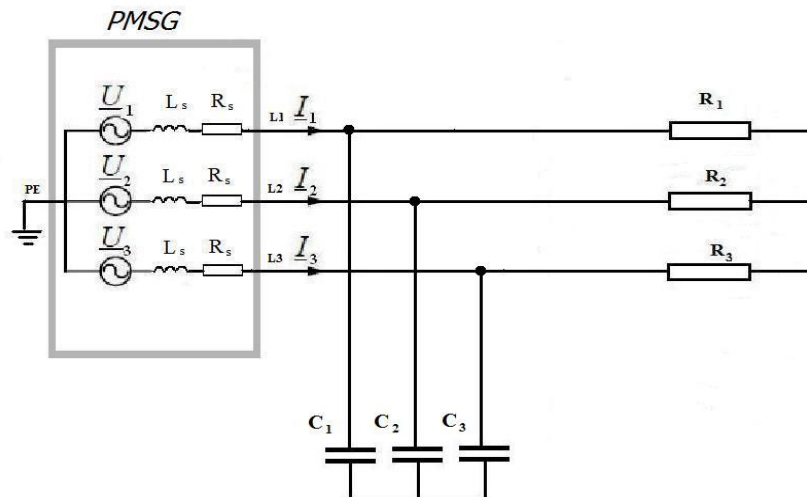 PMSG
U1 Ls Rs L1 I1 R1
U2 Ls Rs L2 I2 R2
PE
U3 Ls Rs L3 I3 R3
C1 C2 C3